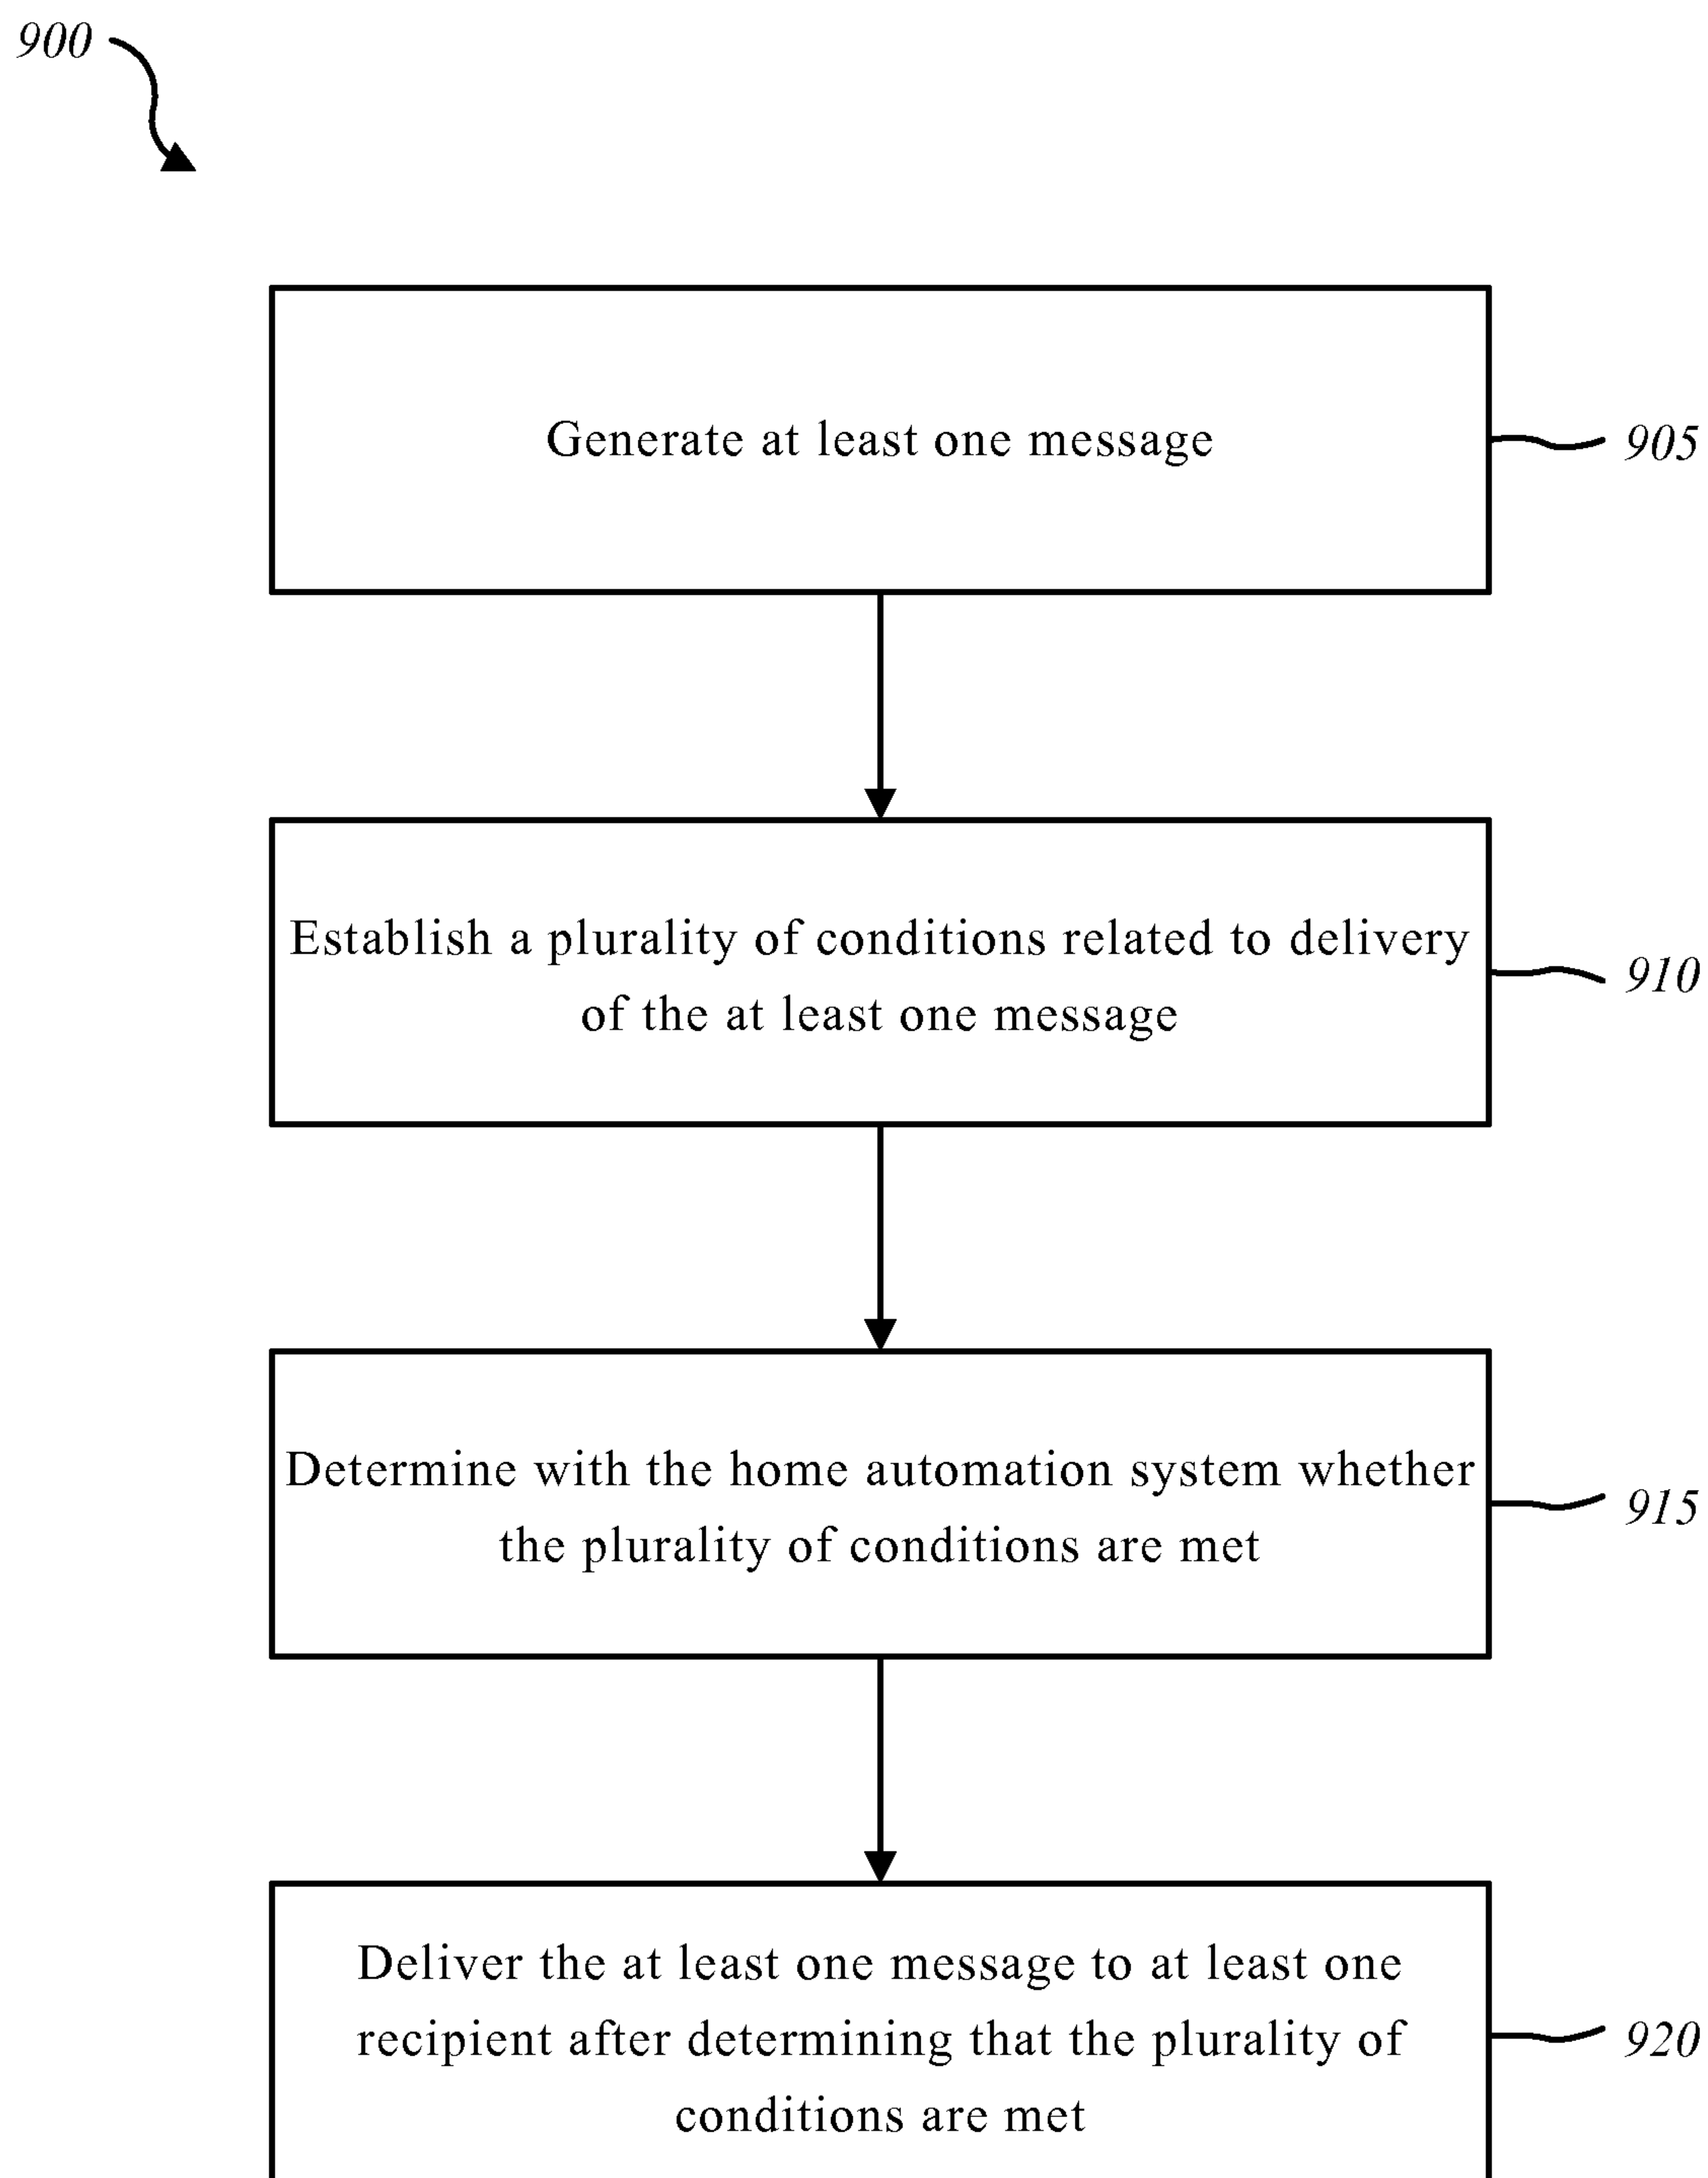 900
Generate at least one message
905
Establish a plurality of conditions related to delivery
of the at least one message
910
Determine with the home automation system whether
the plurality of conditions are met
915
Deliver the at least one message to at least one
recipient after determining that the plurality of
conditions are met
920